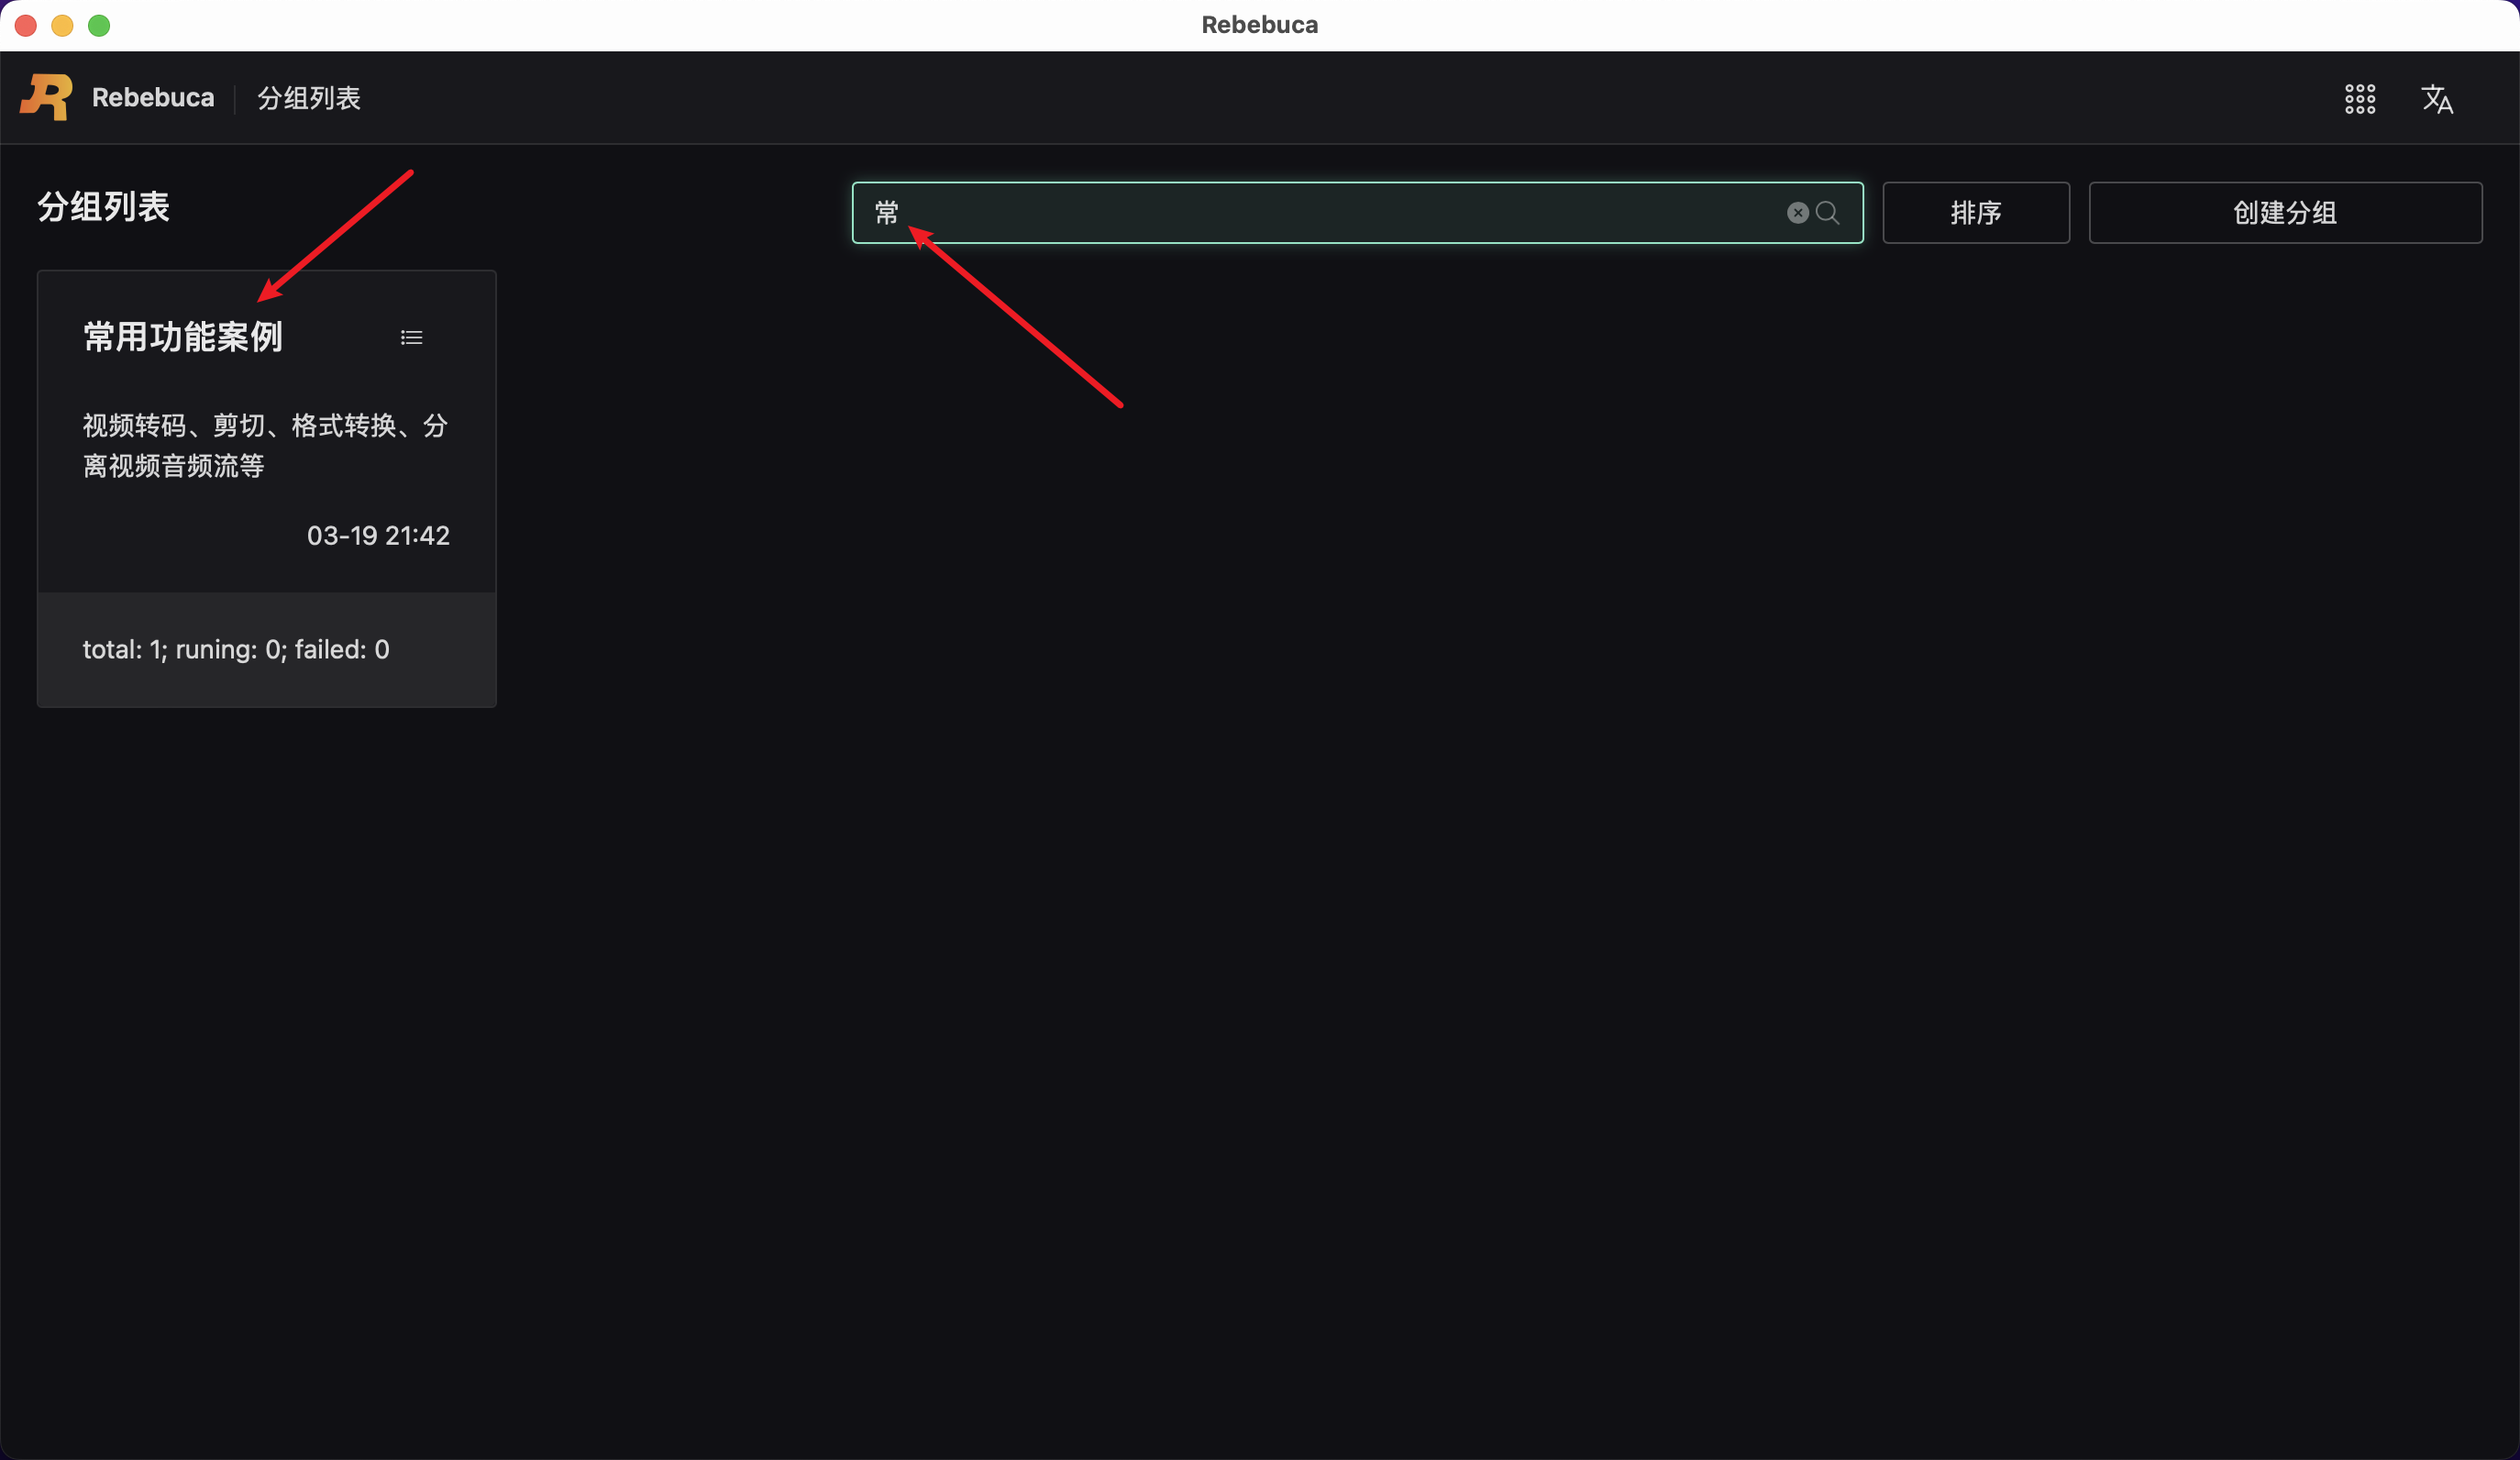 Rebebuca
Rebebuca 分组列表
分组列表
常
排序
创建分组
常用功能案例
视频转码、剪切、格式转换、分
离视频音频流等
03-19 21:42
total: 1; runing: 0; failed: 0